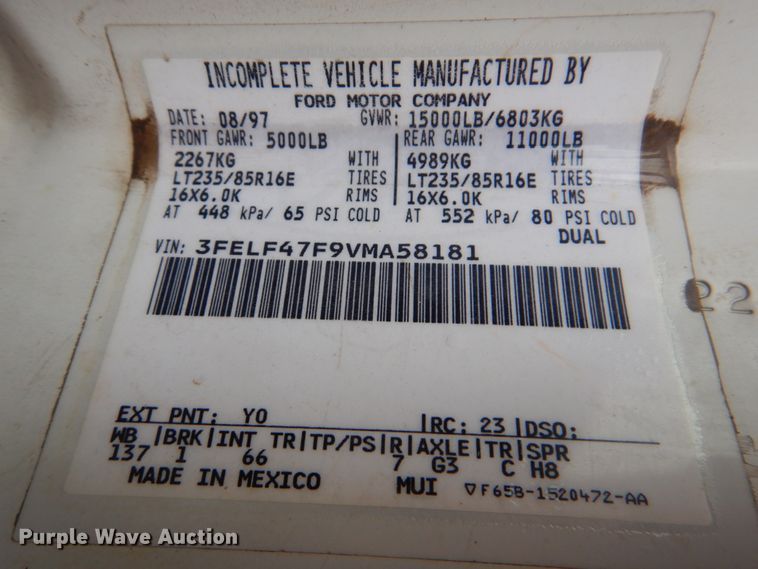 INCOMPLETE VEHICLE MANUFACTURED BY
FORD MOTOR COMPANY
DATE: 08/97 GVWR: 15000LB/6803KG
FRONT GAWR: 5000LB REAR GAWR: 11000LB
2267KG WITH 4989KG WITH
LT235/85R16E TIRES LT235/85R16E TIRES
16X6.0K RIMS 16X6.0K RIMS
AT 448 kPa/ 65 PSI COLD AT 552 kPa/ 80 PSI COLD
DUAL
VIN: 3FELF47F9VMA58181
22
EXT PNT: YO RC: 23 DSO:
WB BRK INT TR TP/PS R AXLE TR SPR
137 1 66 7 G3 C H8
MADE IN MEXICO MUI F65B-1520472-AA
Purple Wave Auction